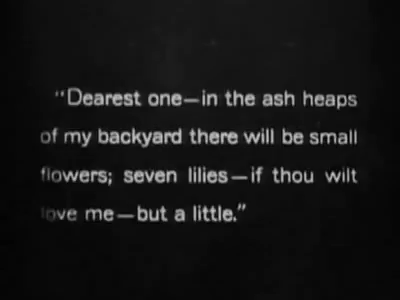 "Dearest one—in the ash heaps
of my backyard there will be small
flowers; seven lilies—if thou wilt
love me—but a little."